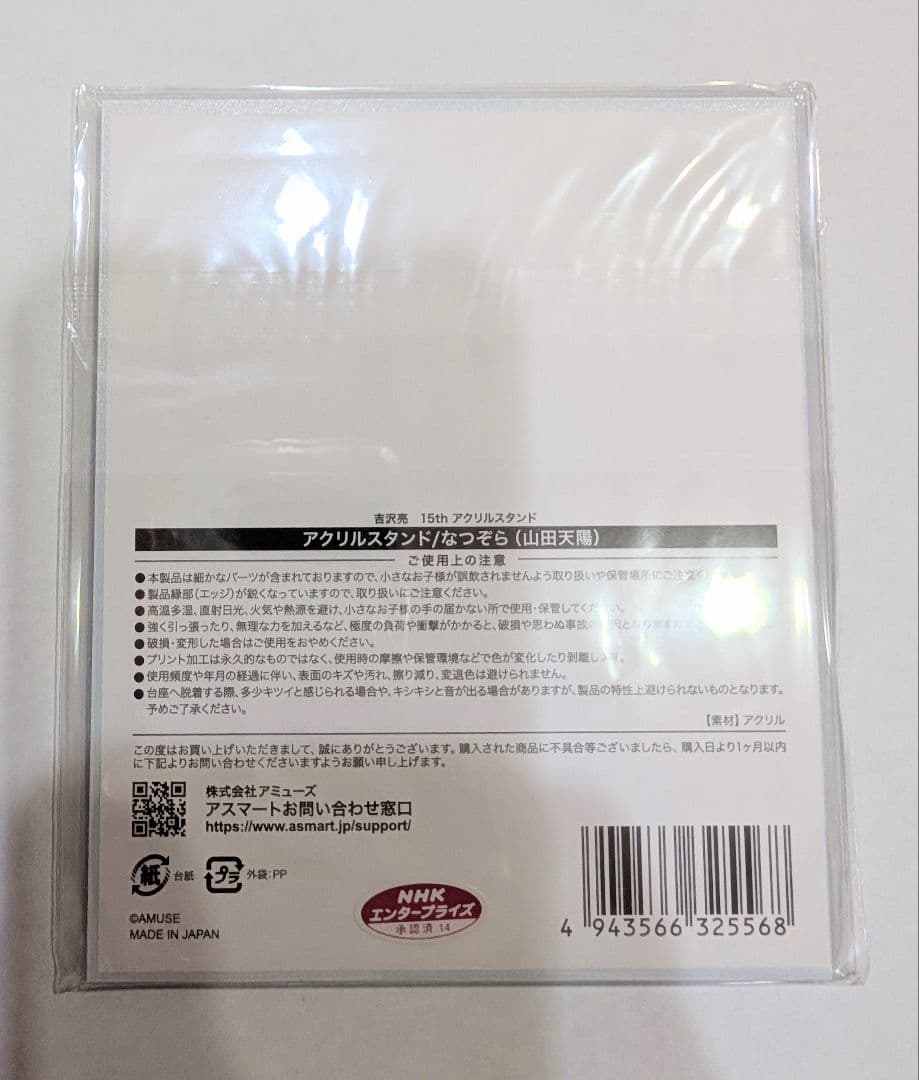 吉沢亮　15th アクリルスタンド
アクリルスタンド/なつぞら（山田天陽）
ご使用上の注意
●本製品は細かなパーツが含まれておりますので、小さなお子様が誤飲されませんよう取り扱いや保管場所にご注意く
●製品縁部（エッジ）が鋭くなっていますので、取り扱いにご注意ください。
●高温多湿、直射日光、火気や熱源を避け、小さなお子様の手の届かない所で使用・保管してください。
●強く引っ張ったり、無理な力を加えるなど、極度の負荷や衝撃がかかると、破損や思わぬ事故の原因となります
●破損・変形した場合はご使用をおやめください。
●プリント加工は永久的なものではなく、使用時の摩擦や保管環境などで色が変化したり剥離します。
●使用頻度や年月の経過に伴い、表面のキズや汚れ、擦り減り、変退色は避けられません。
●台座へ脱着する際、多少キツイと感じられる場合や、キシキシと音が出る場合がありますが、製品の特性上避けられないものとなります。
予めご了承ください。
【素材】アクリル
この度はお買い上げいただきまして、誠にありがとうございます。購入された商品に不具合等ございましたら、購入日より1ヶ月以内
に下記よりお問い合わせくださいますようお願い申し上げます。
株式会社アミューズ
アスマートお問い合わせ窓口
https://www.asmart.jp/support/
紙 台紙 プラ 外袋:PP
©AMUSE
MADE IN JAPAN
NHK
エンタープライズ
承認済 14
4 943566 325568